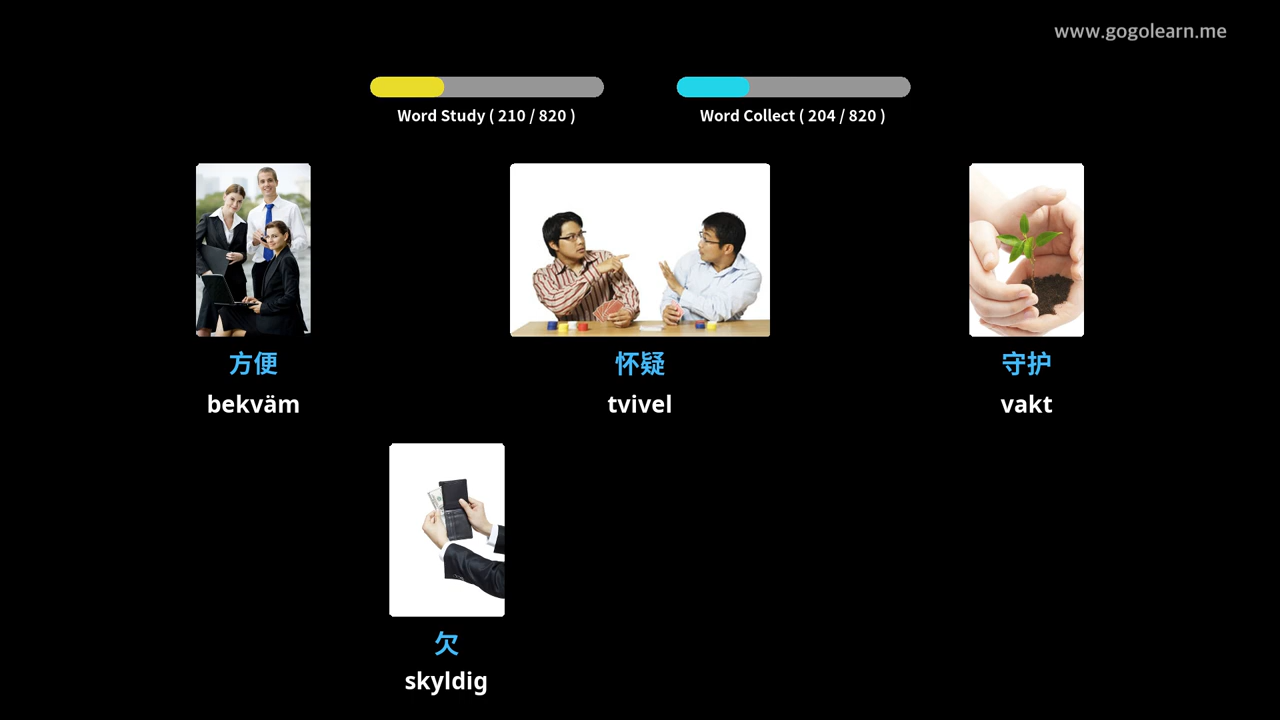 www.gogolearn.me
Word Study ( 210 / 820 )
Word Collect ( 204 / 820 )
方便
怀疑
守护
bekväm
tvivel
vakt
欠
skyldig